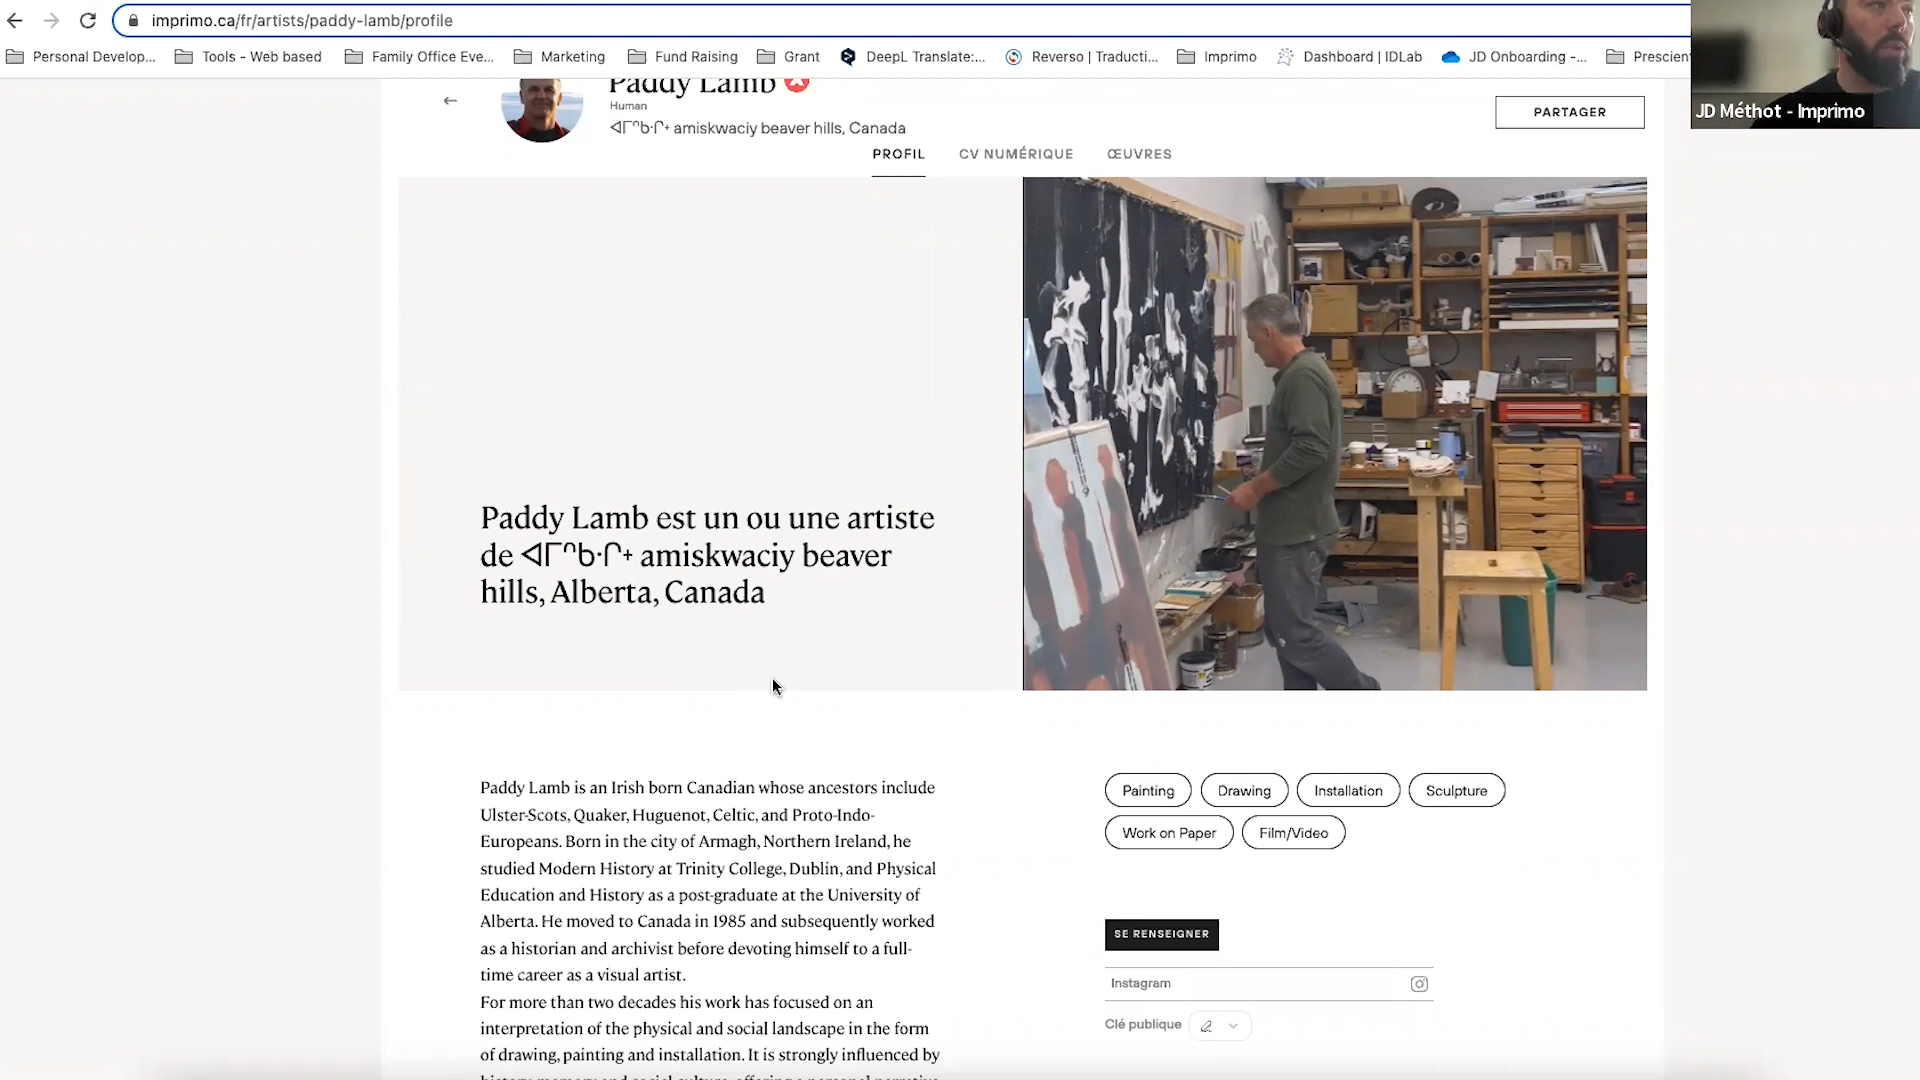 imprimo.ca/fr/artists/paddy-lamb/profile
Personal Develop... Tools - Web based Family Office Eve... Marketing Fund Raising Grant DeepL Translate:... Reverso | Traducti... Imprimo Dashboard | IDLab JD Onboarding -... Prescien
JD Méthot - Imprimo
Paddy Lamb
Human
ᐊᒥᐢᑲᐧᒋᕀ amiskwaciy beaver hills, Canada
PARTAGER
PROFIL CV NUMÉRIQUE ŒUVRES
Paddy Lamb est un ou une artiste
de ᐊᒥᐢᑲᐧᒋᕀ amiskwaciy beaver
hills, Alberta, Canada
Paddy Lamb is an Irish born Canadian whose ancestors include
Ulster-Scots, Quaker, Huguenot, Celtic, and Proto-Indo-
Europeans. Born in the city of Armagh, Northern Ireland, he
studied Modern History at Trinity College, Dublin, and Physical
Education and History as a post-graduate at the University of
Alberta. He moved to Canada in 1985 and subsequently worked
as a historian and archivist before devoting himself to a full-
time career as a visual artist.
For more than two decades his work has focused on an
interpretation of the physical and social landscape in the form
of drawing, painting and installation. It is strongly influenced by
Painting Drawing Installation Sculpture
Work on Paper Film/Video
SE RENSEIGNER
Instagram
Clé publique